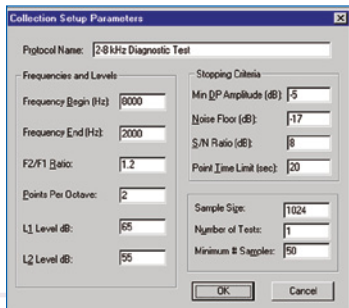 Collection Setup Parameters
Protocol Name: 2-8 kHz Diagnostic Test
Frequencies and Levels
Frequency Begin (Hz): 8000
Frequency End (Hz): 2000
F2/F1 Ratio: 1.2
Points Per Octave: 2
L1 Level dB: 65
L2 Level dB: 55
Stopping Criteria
Min DP Amplitude (dB): -5
Noise Floor (dB): -17
S/N Ratio (dB): 8
Point Time Limit (sec): 20
Sample Size: 1024
Number of Tests: 1
Minimum # Samples: 50
OK
Cancel